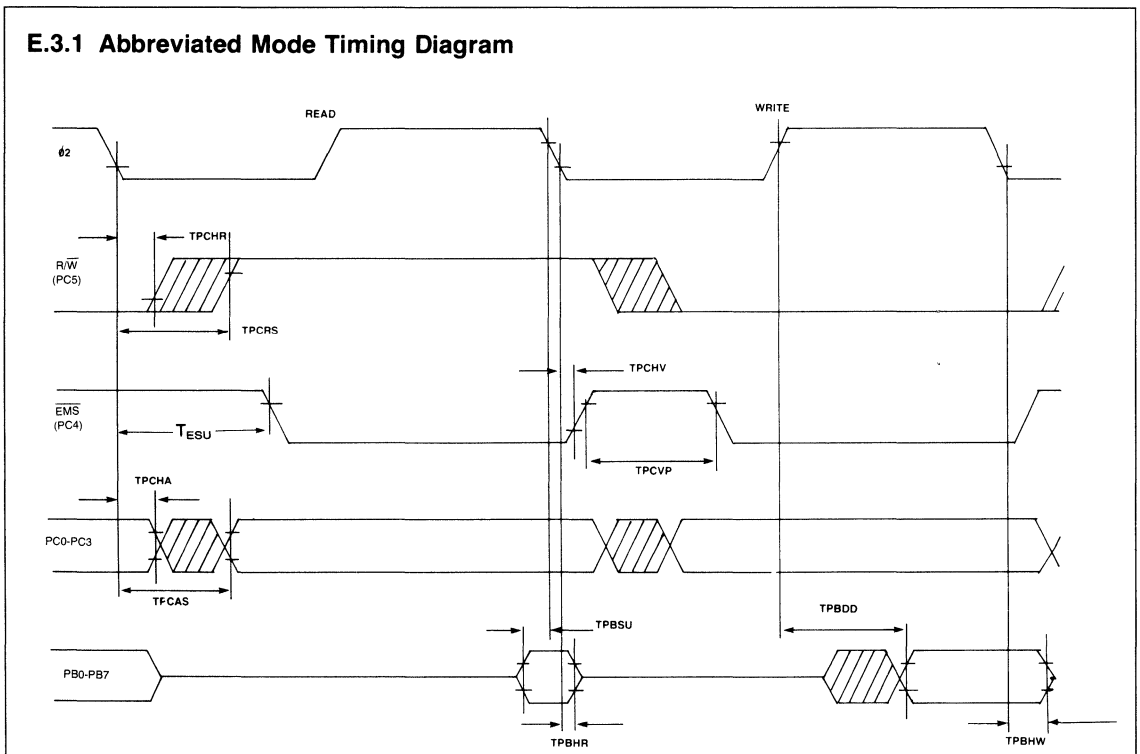 E.3.1 Abbreviated Mode Timing Diagram
READ
WRITE
ϕ2
TPCHR
R/W̅
(PC5)
TPCRS
TPCHV
E̅M̅S̅
(PC4)
TESU
TPCVP
TPCHA
PC0-PC3
TPCAS
TPBSU
TPBDD
PB0-PB7
TPBHR
TPBHW